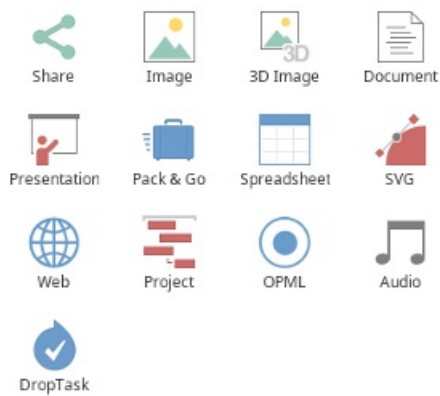 Share Image 3D Image Document
Presentation Pack & Go Spreadsheet SVG
Web Project OPML Audio
DropTask